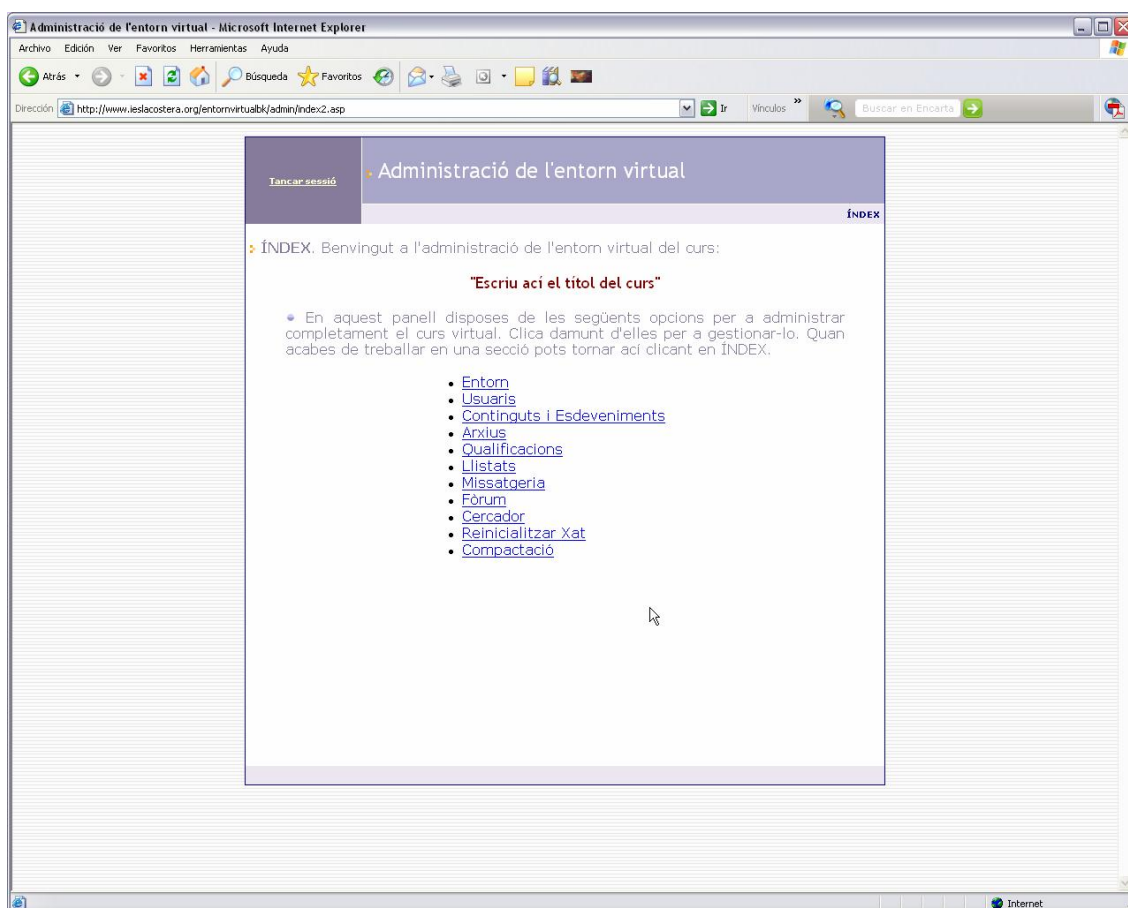 Administració de l'entorn virtual - Microsoft Internet Explorer
Archivo Edición Ver Favoritos Herramientas Ayuda
Atrás Búsqueda Favoritos
Dirección http://www.ieslacostera.org/entornvirtualbk/admin/index2.asp Ir Vínculos » Buscar en Encarta
Tancar sessió
Administració de l'entorn virtual
ÍNDEX
ÍNDEX. Benvingut a l'administració de l'entorn virtual del curs:
"Escriu ací el títol del curs"
En aquest panell disposes de les següents opcions per a administrar
completament el curs virtual. Clica damunt d'elles per a gestionar-lo. Quan
acabes de treballar en una secció pots tornar ací clicant en ÍNDEX.
• Entorn
• Usuaris
• Continguts i Esdeveniments
• Arxius
• Qualificacions
• Llistats
• Missatgeria
• Fòrum
• Cercador
• Reinicialitzar Xat
• Compactació
Internet